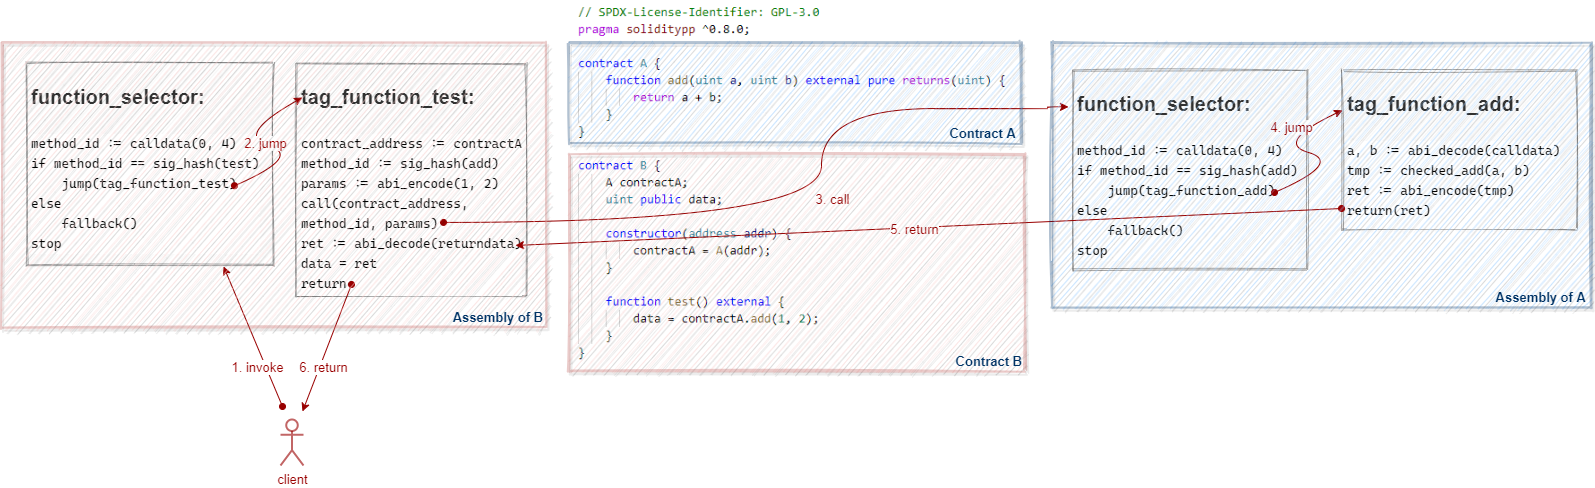 // SPDX-License-Identifier: GPL-3.0
pragma soliditypp ^0.8.0;
function_selector:
method_id := calldata(0, 4)
if method_id == sig_hash(test)
jump(tag_function_test)
else
fallback()
stop
2. jump
tag_function_test:
contract_address := contractA
method_id := sig_hash(add)
params := abi_encode(1, 2)
call(contract_address,
method_id, params)
ret := abi_decode(returndata)
data = ret
return
Assembly of B
contract A {
function add(uint a, uint b) external pure returns(uint) {
return a + b;
}
}
Contract A
contract B {
A contractA;
uint public data;
constructor(address addr) {
contractA = A(addr);
}
function test() external {
data = contractA.add(1, 2);
}
}
Contract B
3. call
5. return
function_selector:
method_id := calldata(0, 4)
if method_id == sig_hash(add)
jump(tag_function_add)
else
fallback()
stop
4. jump
tag_function_add:
a, b := abi_decode(calldata)
tmp := checked_add(a, b)
ret := abi_encode(tmp)
return(ret)
Assembly of A
1. invoke
6. return
client